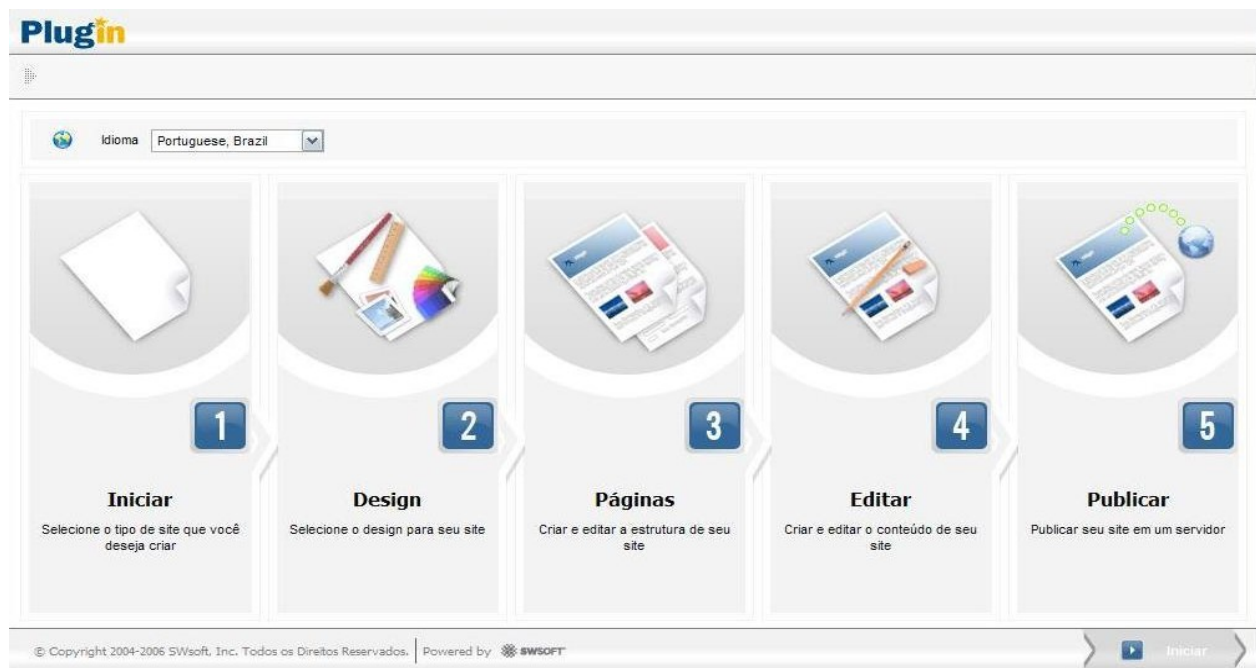 Plugin
Idioma
Portuguese, Brazil
1
2
3
4
5
Iniciar
Selecione o tipo de site que você
deseja criar
Design
Selecione o design para seu site
Páginas
Criar e editar a estrutura de seu
site
Editar
Criar e editar o conteúdo de seu
site
Publicar
Publicar seu site em um servidor
© Copyright 2004-2006 SWsoft, Inc. Todos os Direitos Reservados.
Powered by SWSOFT
Iniciar